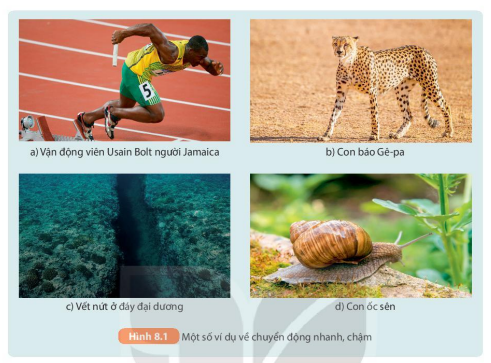 5
a) Vận động viên Usain Bolt người Jamaica
b) Con báo Gê-pa
c) Vết nứt ở đáy đại dương
d) Con ốc sên
Hình 8.1 Một số ví dụ về chuyển động nhanh, chậm